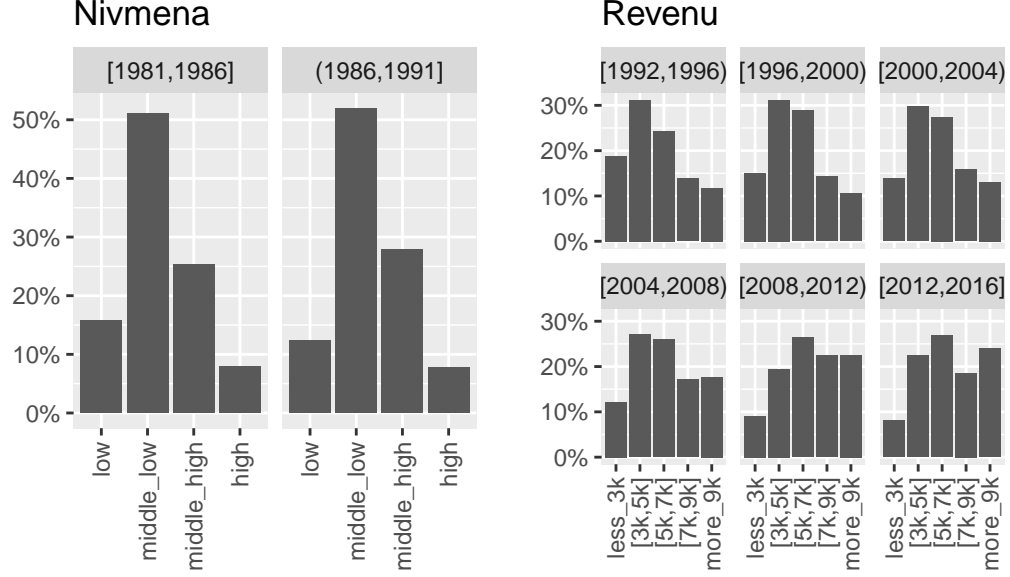 Nivmena
[1981,1986]
(1986,1991]
50%
40%
30%
20%
10%
0%
low
middle_low
middle_high
high
low
middle_low
middle_high
high
Revenu
[1992,1996)
[1996,2000)
[2000,2004)
30%
20%
10%
0%
[2004,2008)
[2008,2012)
[2012,2016]
30%
20%
10%
0%
less_3k
[3k,5k]
[5k,7k]
[7k,9k]
more_9k
less_3k
[3k,5k]
[5k,7k]
[7k,9k]
more_9k
less_3k
[3k,5k]
[5k,7k]
[7k,9k]
more_9k